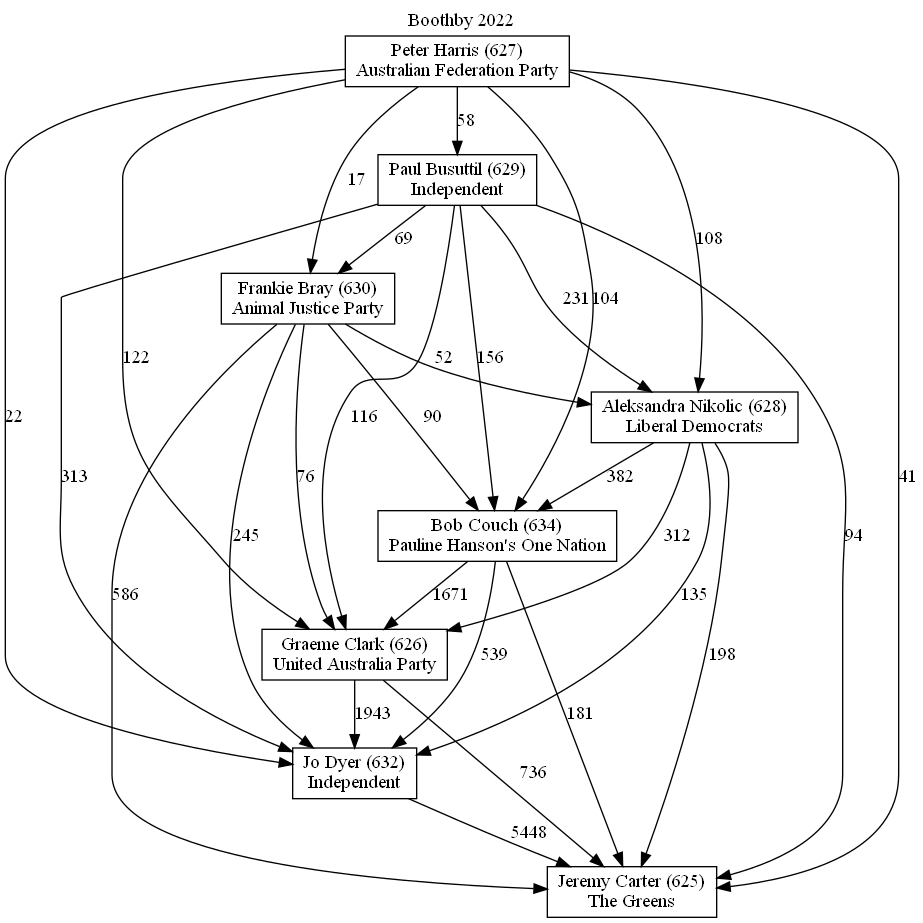 Boothby 2022
Peter Harris (627)
Australian Federation Party
58
17
Paul Busuttil (629)
Independent
69
108
Frankie Bray (630)
Animal Justice Party
231
104
122
52
156
Aleksandra Nikolic (628)
Liberal Democrats
22
116
90
313
76
382
41
Bob Couch (634)
Pauline Hanson's One Nation
245
312
94
586
1671
135
Graeme Clark (626)
United Australia Party
539
198
1943
181
Jo Dyer (632)
Independent
736
5448
Jeremy Carter (625)
The Greens